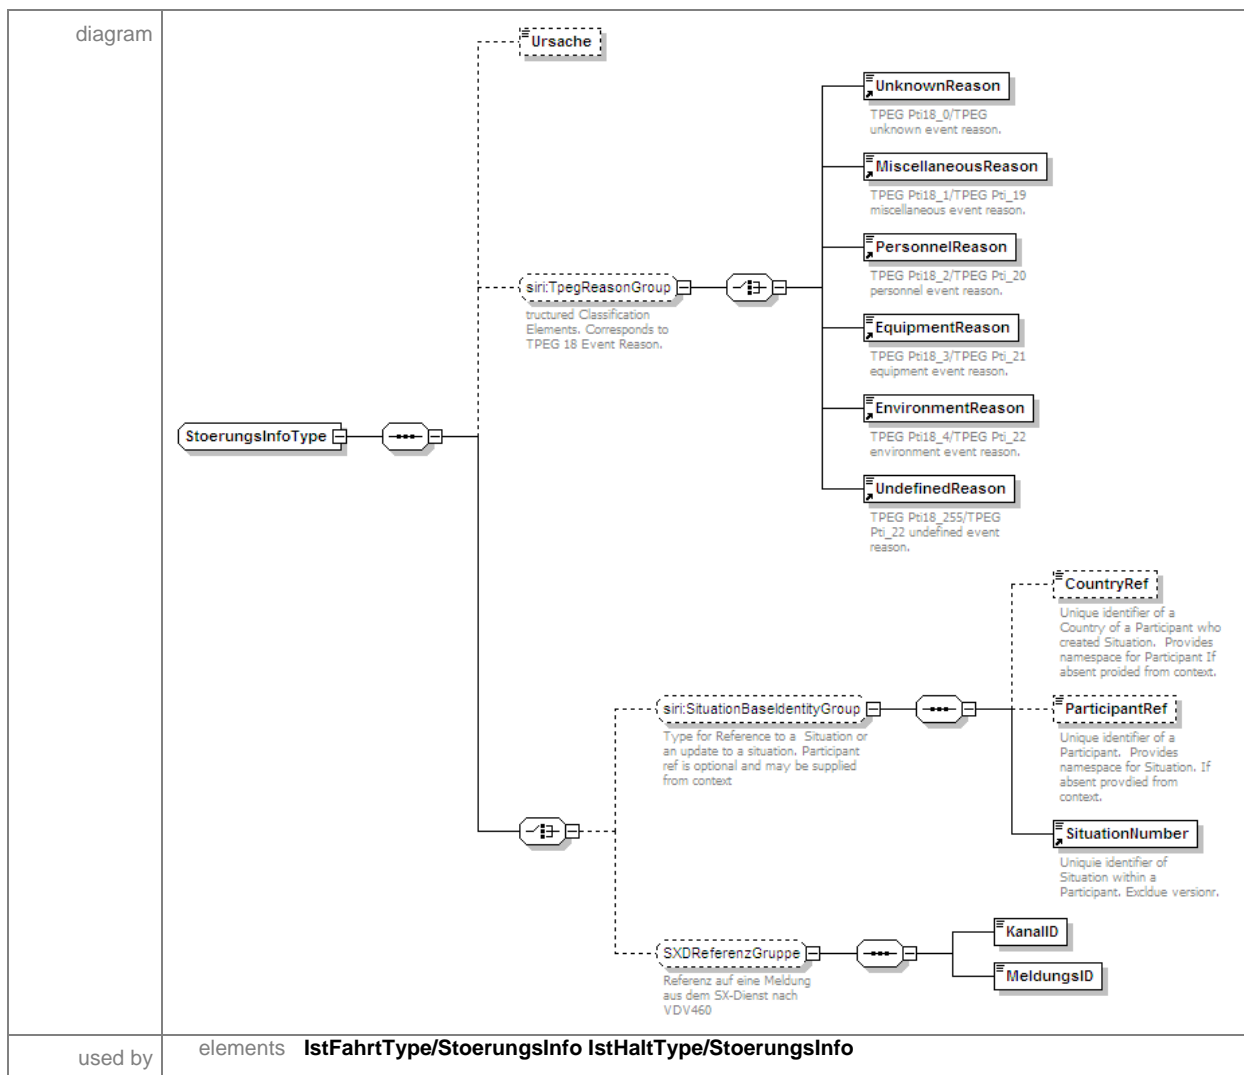 diagram
Ursache
UnknownReason
TPEG Pti18_0/TPEG
unknown event reason.
MiscellaneousReason
TPEG Pti18_1/TPEG Pti_19
miscellaneous event reason.
PersonnelReason
TPEG Pti18_2/TPEG Pti_20
personnel event reason.
siri:TpegReasonGroup
tructured Classification
Elements. Corresponds to
TPEG 18 Event Reason.
EquipmentReason
TPEG Pti18_3/TPEG Pti_21
equipment event reason.
EnvironmentReason
TPEG Pti18_4/TPEG Pti_22
environment event reason.
StoerungsInfoType
UndefinedReason
TPEG Pti18_255/TPEG
Pti_22 undefined event
reason.
CountryRef
Unique identifier of a
Country of a Participant who
created Situation. Provides
namespace for Participant If
absent proided from context.
siri:SituationBaseIdentityGroup
Type for Reference to a Situation or
an update to a situation. Participant
ref is optional and may be supplied
from context
ParticipantRef
Unique identifier of a
Participant. Provides
namespace for Situation. If
absent provdied from
context.
SituationNumber
Uniquie identifier of
Situation within a
Participant. Excldue versionr.
SXDReferenzGruppe
Referenz auf eine Meldung
aus dem SX-Dienst nach
VDV460
KanalID
MeldungsID
used by
elements IstFahrtType/StoerungsInfo IstHaltType/StoerungsInfo